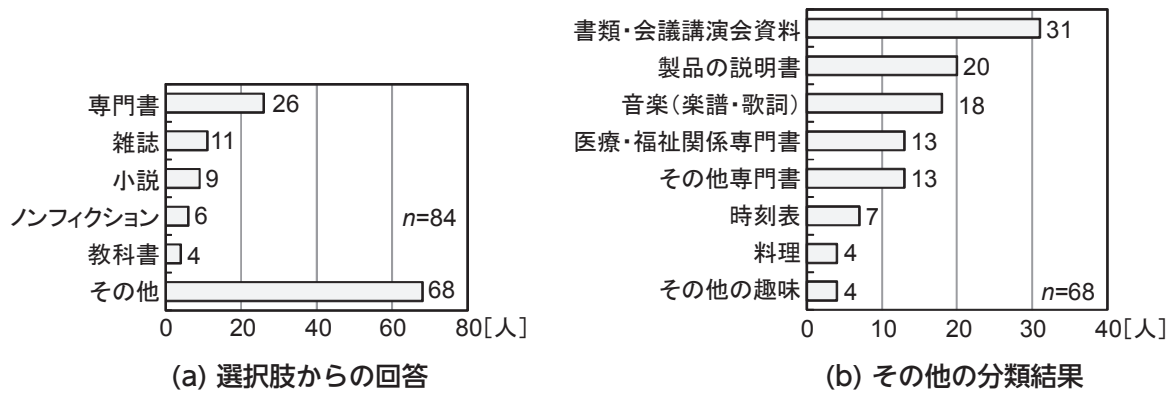 専門書 26
雑誌 11
小説 9
ノンフィクション 6
教科書 4
その他 68
n=84
0 20 40 60 80[人]
(a) 選択肢からの回答
書類・会議講演会資料 31
製品の説明書 20
音楽(楽譜・歌詞) 18
医療・福祉関係専門書 13
その他専門書 13
時刻表 7
料理 4
その他の趣味 4
n=68
0 10 20 30 40[人]
(b) その他の分類結果